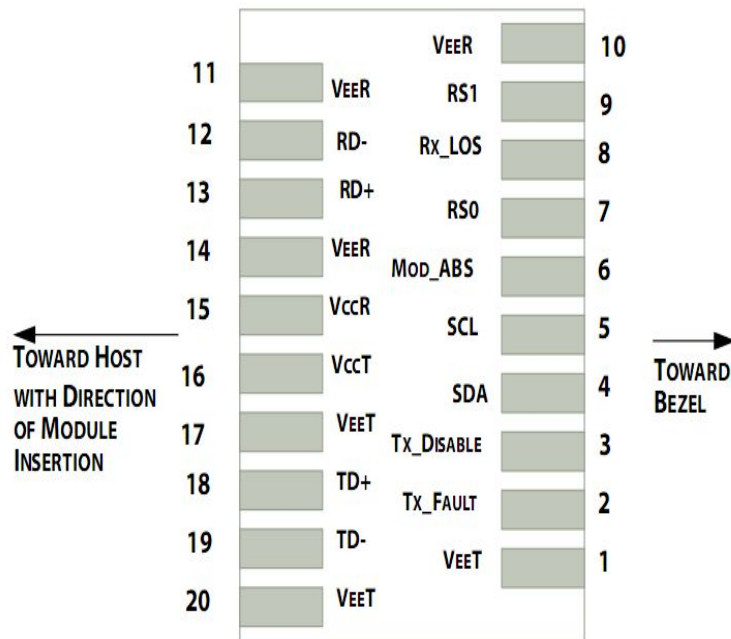 11 VEER
12 RD-
13 RD+
14 VEER
15 VCCR
16 VCCT
17 VEET
18 TD+
19 TD-
20 VEET
VEER 10
RS1 9
RX_LOS 8
RS0 7
MOD_ABS 6
SCL 5
SDA 4
TX_DISABLE 3
TX_FAULT 2
VEET 1
TOWARD HOST
WITH DIRECTION
OF MODULE
INSERTION
TOWARD
BEZEL